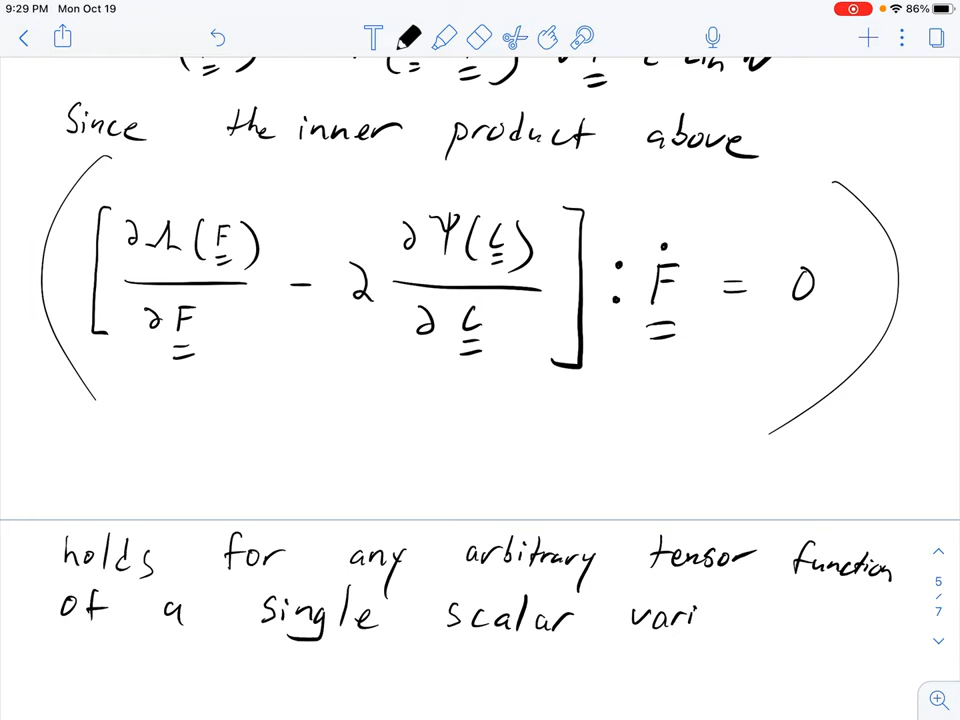 9:29 PM Mon Oct 19
86%
Since the inner product above
( [ ∂Λ(F) / ∂F − 2 ∂Ψ(C) / ∂C ] : Ḟ = 0 )
holds for any arbitrary tensor function
of a single scalar vari
5
/
7